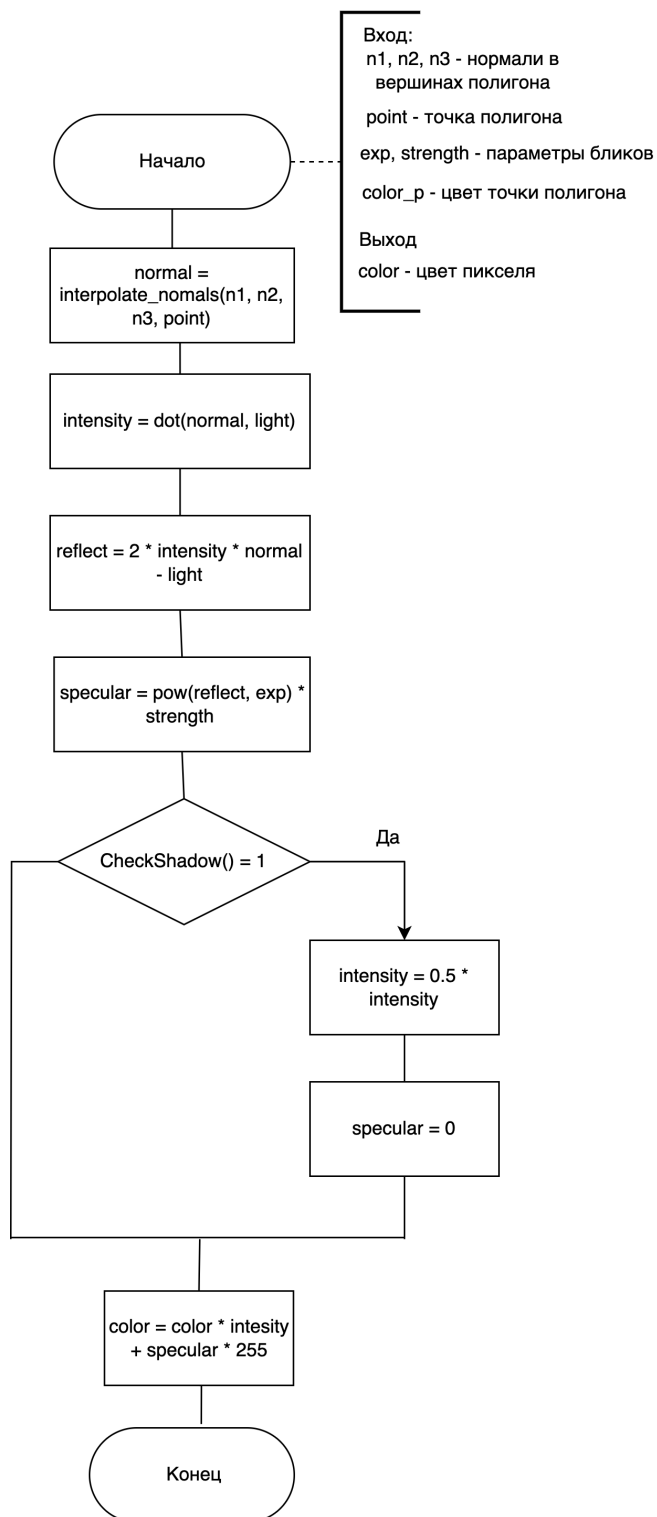 Вход:
n1, n2, n3 - нормали в
вершинах полигона
point - точка полигона
exp, strength - параметры бликов
color_p - цвет точки полигона
Выход
color - цвет пикселя
Начало
normal =
interpolate_nomals(n1, n2,
n3, point)
intensity = dot(normal, light)
reflect = 2 * intensity * normal
- light
specular = pow(reflect, exp) *
strength
CheckShadow() = 1
Да
intensity = 0.5 *
intensity
specular = 0
color = color * intesity
+ specular * 255
Конец